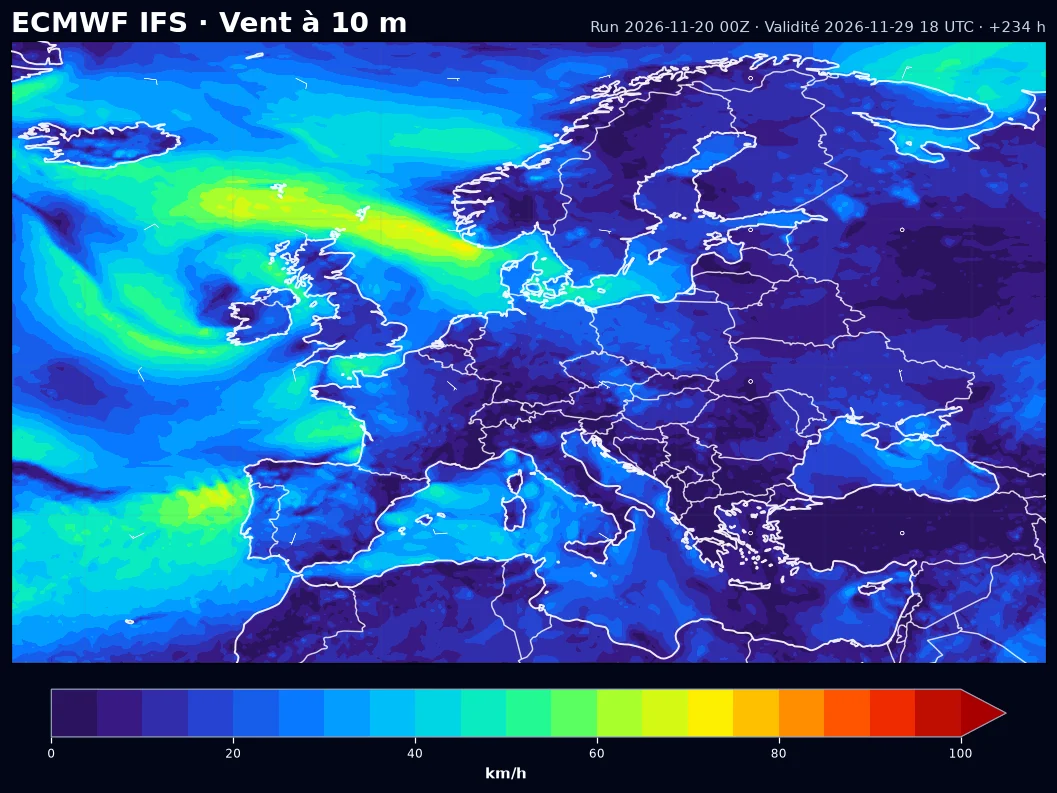 ECMWF IFS · Vent à 10 m
Run 2026-11-20 00Z · Validité 2026-11-29 18 UTC · +234 h
0 20 40 60 80 100
km/h